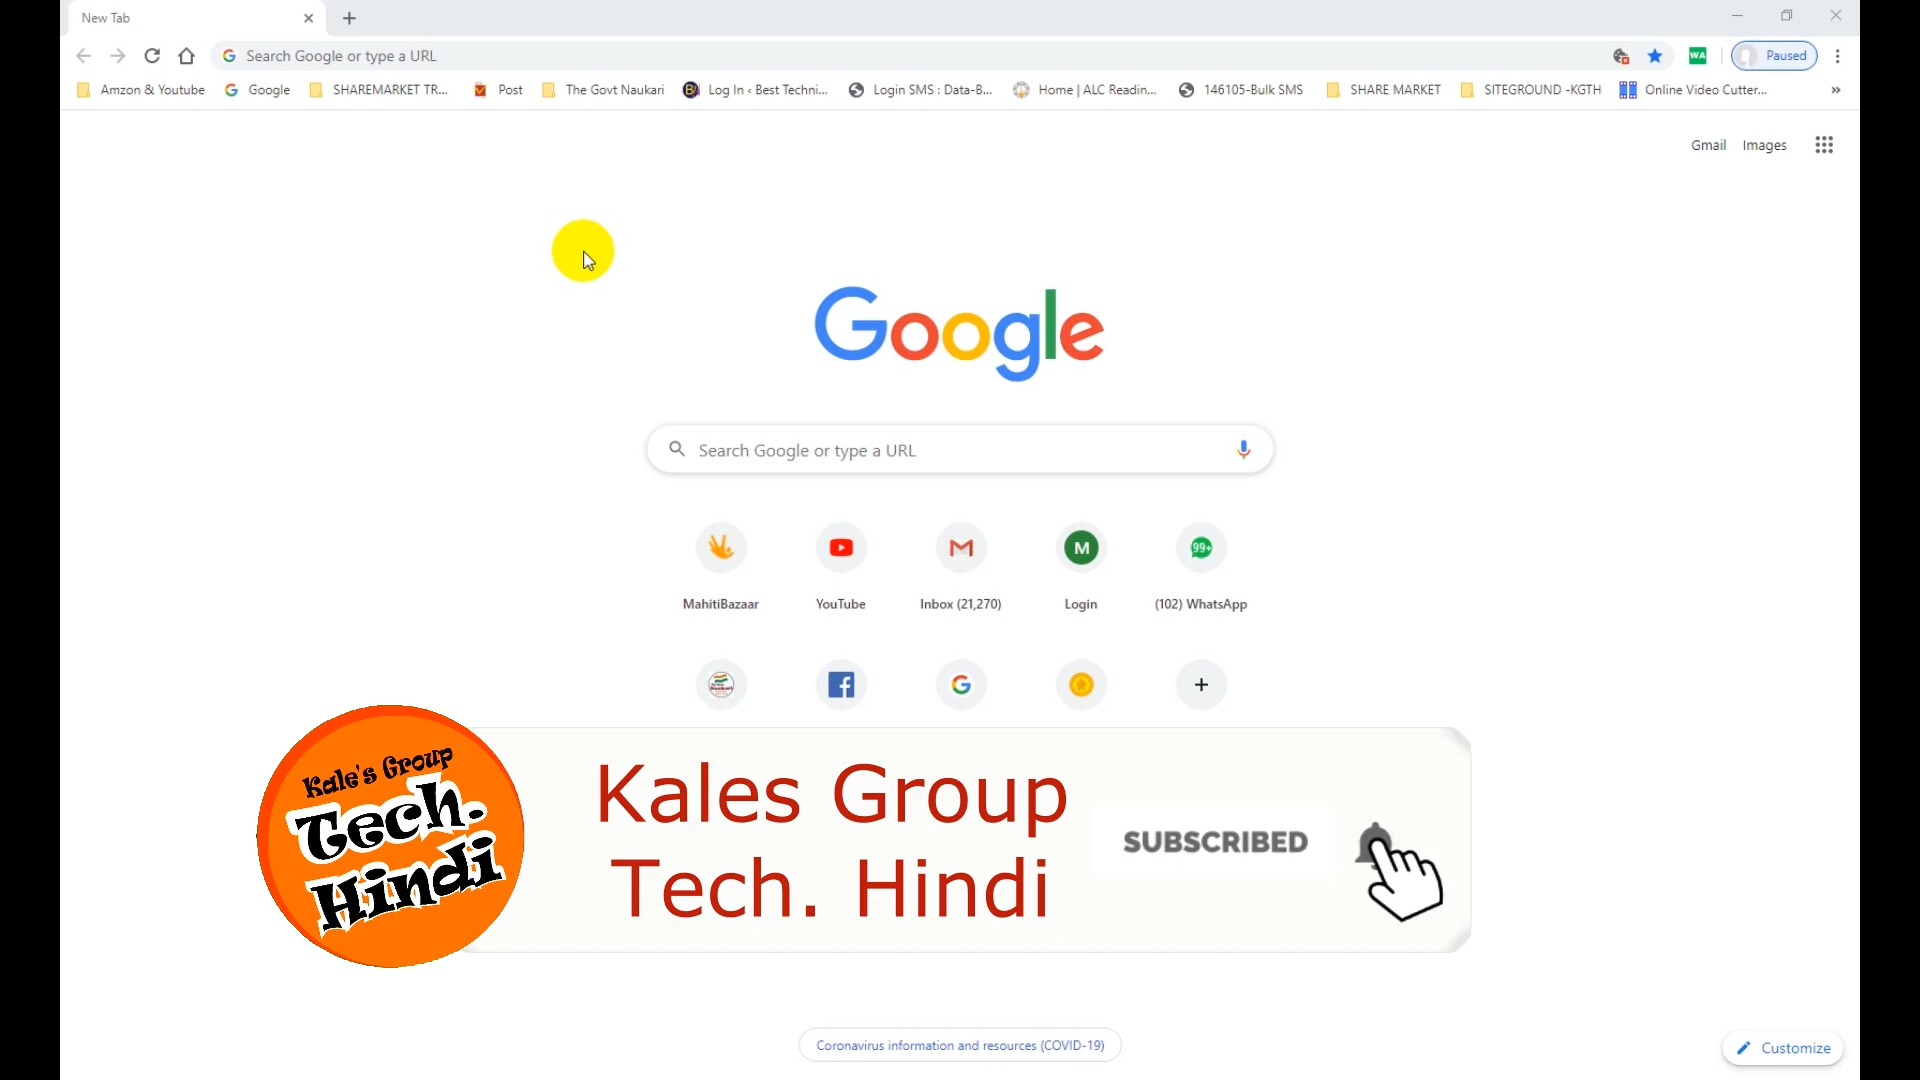 New Tab
Search Google or type a URL
Paused
Amzon & Youtube
Google
SHAREMARKET TR...
Post
The Govt Naukari
Log In ‹ Best Techni...
Login SMS : Data-B...
Home | ALC Readin...
146105-Bulk SMS
SHARE MARKET
SITEGROUND -KGTH
Online Video Cutter...
WA
Gmail
Images
Google
Search Google or type a URL
M
99+
MahitiBazaar
YouTube
Inbox (21,270)
Login
(102) WhatsApp
Kale's Group
Tech.
Hindi
Kales Group
Tech. Hindi
SUBSCRIBED
Coronavirus information and resources (COVID-19)
Customize